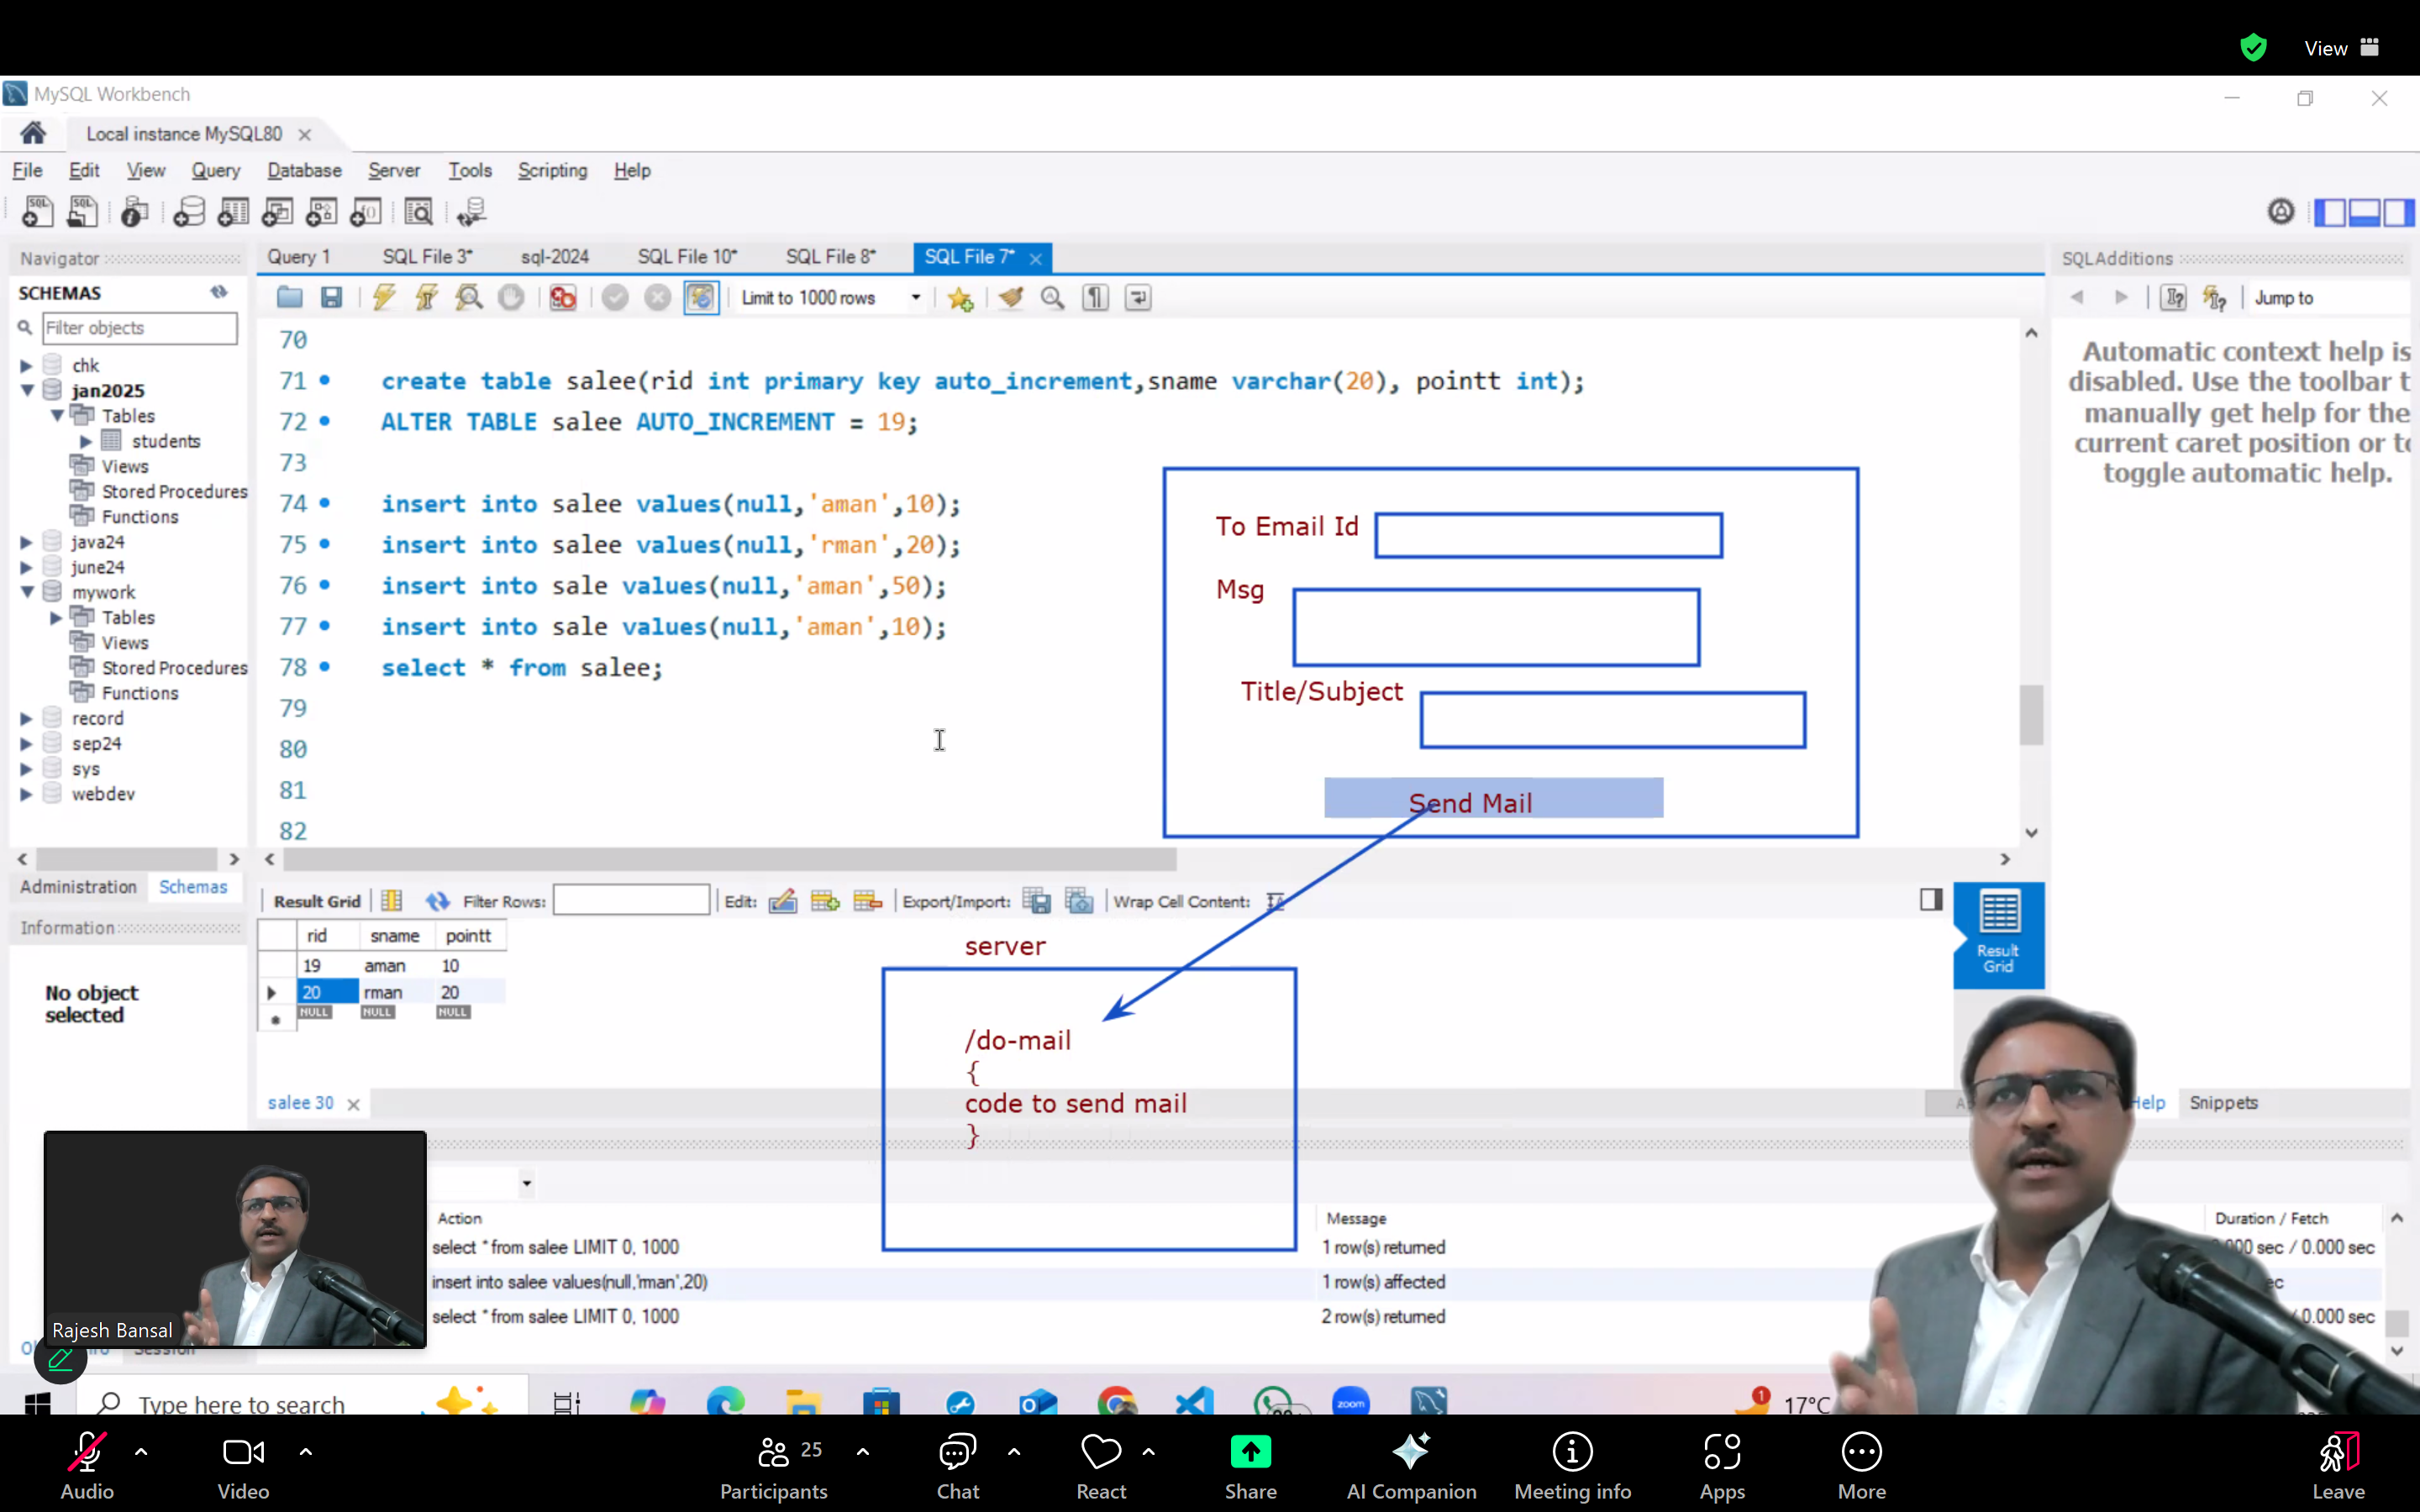 View
MySQL Workbench
Local instance MySQL80
File Edit View Query Database Server Tools Scripting Help
Navigator
SCHEMAS
Filter objects
chk
jan2025
Tables
students
Views
Stored Procedures
Functions
java24
june24
mywork
Tables
Views
Stored Procedures
Functions
record
sep24
sys
webdev
Administration Schemas
Information
No object
selected
Query 1 SQL File 3* sql-2024 SQL File 10* SQL File 8* SQL File 7*
Limit to 1000 rows
70
71 create table salee(rid int primary key auto_increment,sname varchar(20), pointt int);
72 ALTER TABLE salee AUTO_INCREMENT = 19;
73
74 insert into salee values(null,'aman',10);
75 insert into salee values(null,'rman',20);
76 insert into sale values(null,'aman',50);
77 insert into sale values(null,'aman',10);
78 select * from salee;
79
80
81
82
To Email Id
Msg
Title/Subject
Send Mail
SQLAdditions
Jump to
Automatic context help is
disabled. Use the toolbar t
manually get help for the
current caret position or to
toggle automatic help.
Result Grid Filter Rows: Edit: Export/Import: Wrap Cell Content:
rid sname pointt
19 aman 10
20 rman 20
NULL NULL NULL
Result
Grid
server
/do-mail
{
code to send mail
}
salee 30
Help Snippets
Action Message Duration / Fetch
select * from salee LIMIT 0, 1000 1 row(s) returned 0.000 sec / 0.000 sec
insert into salee values(null,'rman',20) 1 row(s) affected
select * from salee LIMIT 0, 1000 2 row(s) returned / 0.000 sec
Rajesh Bansal
Session
Type here to search
zoom
1
17°C
Audio Video 25 Participants Chat React Share AI Companion Meeting info Apps More Leave